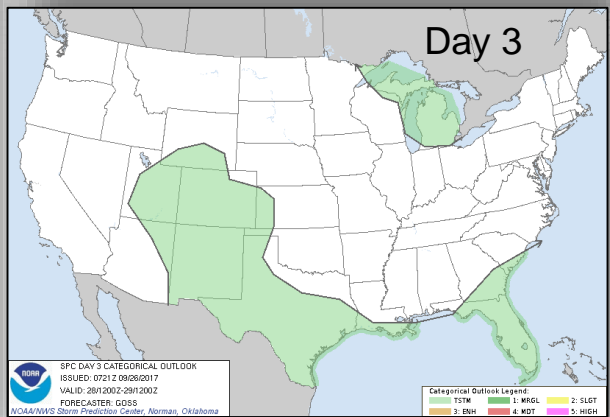 Day 3
NOAA
SPC DAY 3 CATEGORICAL OUTLOOK
ISSUED: 0721Z 09/26/2017
VALID: 28/1200Z-29/1200Z
FORECASTER: GOSS
NOAA/NWS Storm Prediction Center, Norman, Oklahoma
Categorical Outlook Legend:
TSTM 1: MRGL 2: SLGT
3: ENH 4: MDT 5: HIGH